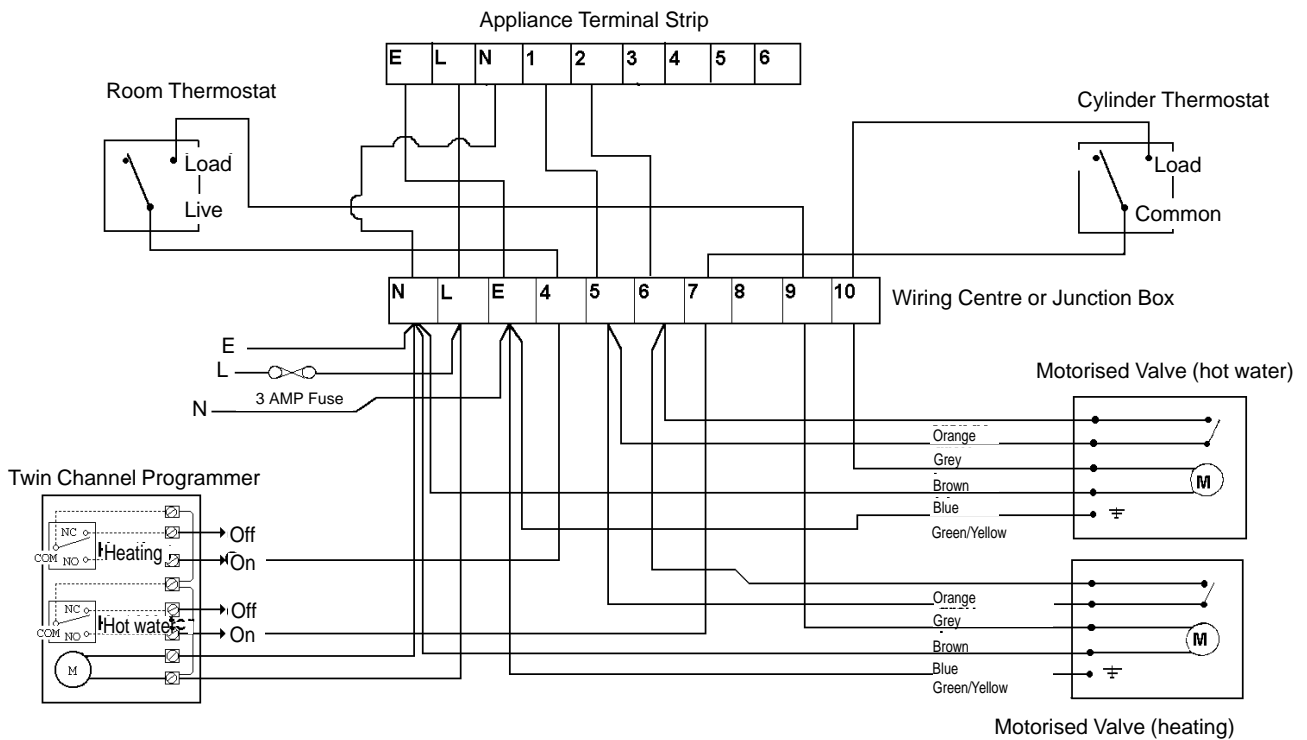 Appliance Terminal Strip
E L N 1 2 3 4 5 6
Room Thermostat
Load
Live
Cylinder Thermostat
Load
Common
N L E 4 5 6 7 8 9 10
Wiring Centre or Junction Box
E
L
3 AMP Fuse
N
Motorised Valve (hot water)
Orange
Grey
Brown
Blue
Green/Yellow
M
Twin Channel Programmer
NC
COM
NO
Heating
Off
On
NC
COM
NO
Hot water
Off
On
M
Orange
Grey
Brown
Blue
Green/Yellow
M
Motorised Valve (heating)